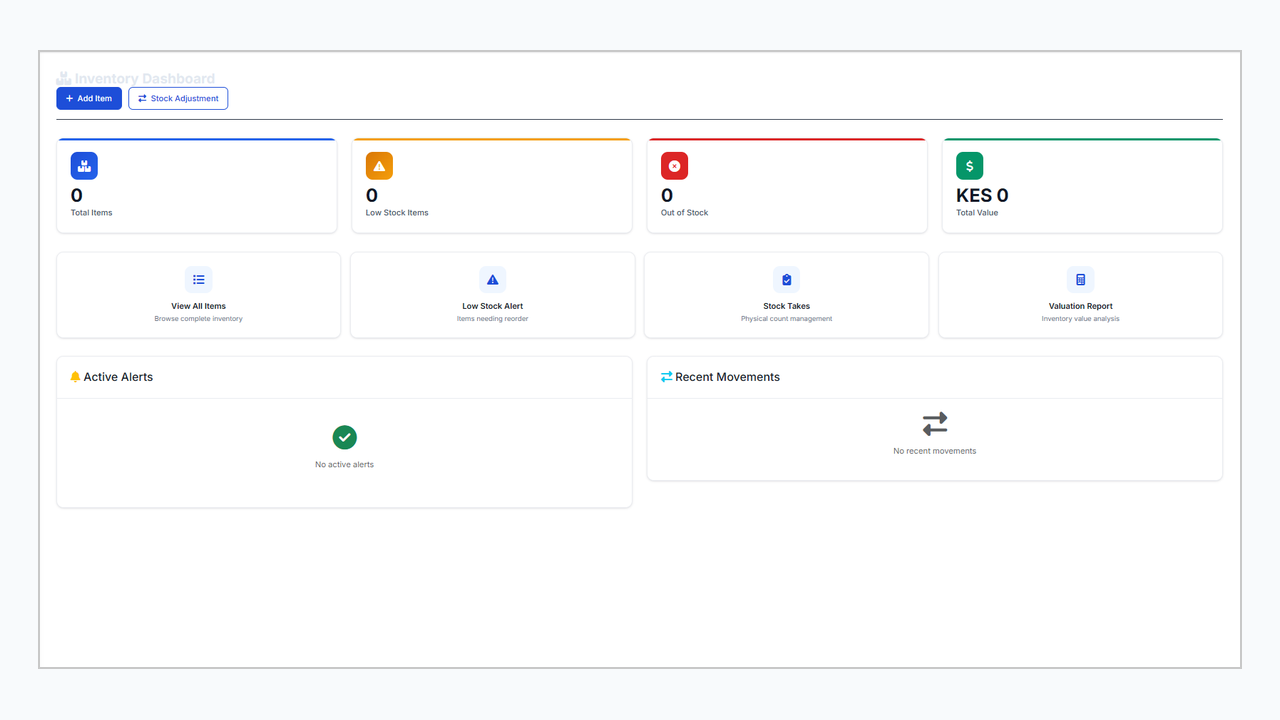 Inventory Dashboard
Add Item
Stock Adjustment
0
Total Items
0
Low Stock Items
0
Out of Stock
KES 0
Total Value
View All Items
Browse complete inventory
Low Stock Alert
Items needing reorder
Stock Takes
Physical count management
Valuation Report
Inventory value analysis
Active Alerts
No active alerts
Recent Movements
No recent movements